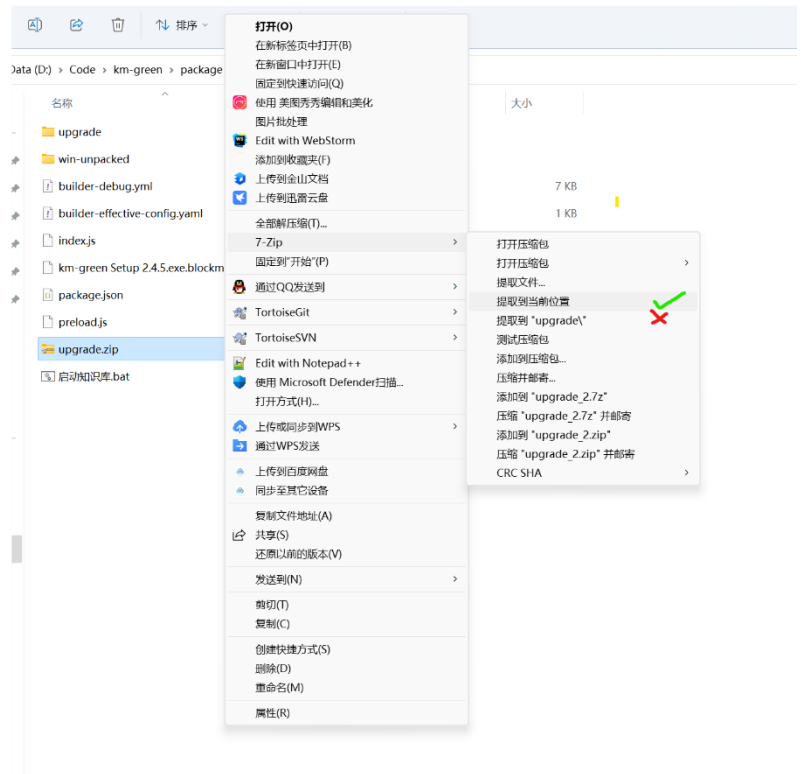 排序
Data (D:) > Code > km-green > package
名称
大小
upgrade
win-unpacked
builder-debug.yml
7 KB
builder-effective-config.yaml
1 KB
index.js
km-green Setup 2.4.5.exe.blockm
package.json
preload.js
upgrade.zip
启动知识库.bat
打开(O)
在新标签页中打开(B)
在新窗口中打开(E)
固定到快速访问(Q)
使用 美图秀秀编辑和美化
图片批处理
Edit with WebStorm
添加到收藏夹(F)
上传到金山文档
上传到迅雷云盘
全部解压缩(T)...
7-Zip
固定到"开始"(P)
通过QQ发送到
TortoiseGit
TortoiseSVN
Edit with Notepad++
使用 Microsoft Defender扫描...
打开方式(H)...
上传或同步到WPS
通过WPS发送
上传到百度网盘
同步至其它设备
复制文件地址(A)
共享(S)
还原以前的版本(V)
发送到(N)
剪切(T)
复制(C)
创建快捷方式(S)
删除(D)
重命名(M)
属性(R)
打开压缩包
打开压缩包
提取文件...
提取到当前位置
提取到 "upgrade\"
测试压缩包
添加到压缩包...
压缩并邮寄...
添加到 "upgrade_2.7z"
压缩 "upgrade_2.7z" 并邮寄
添加到 "upgrade_2.zip"
压缩 "upgrade_2.zip" 并邮寄
CRC SHA